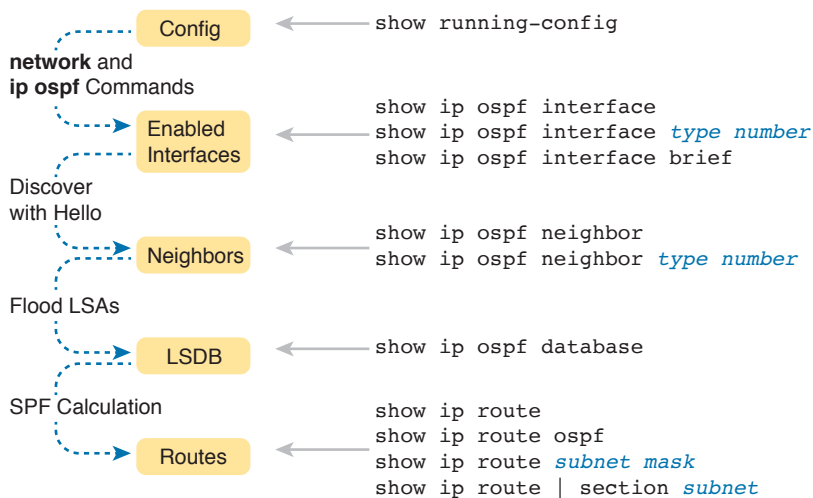 Config
show running-config
network and
ip ospf Commands
Enabled
Interfaces
show ip ospf interface
show ip ospf interface type number
show ip ospf interface brief
Discover
with Hello
Neighbors
show ip ospf neighbor
show ip ospf neighbor type number
Flood LSAs
LSDB
show ip ospf database
SPF Calculation
Routes
show ip route
show ip route ospf
show ip route subnet mask
show ip route | section subnet